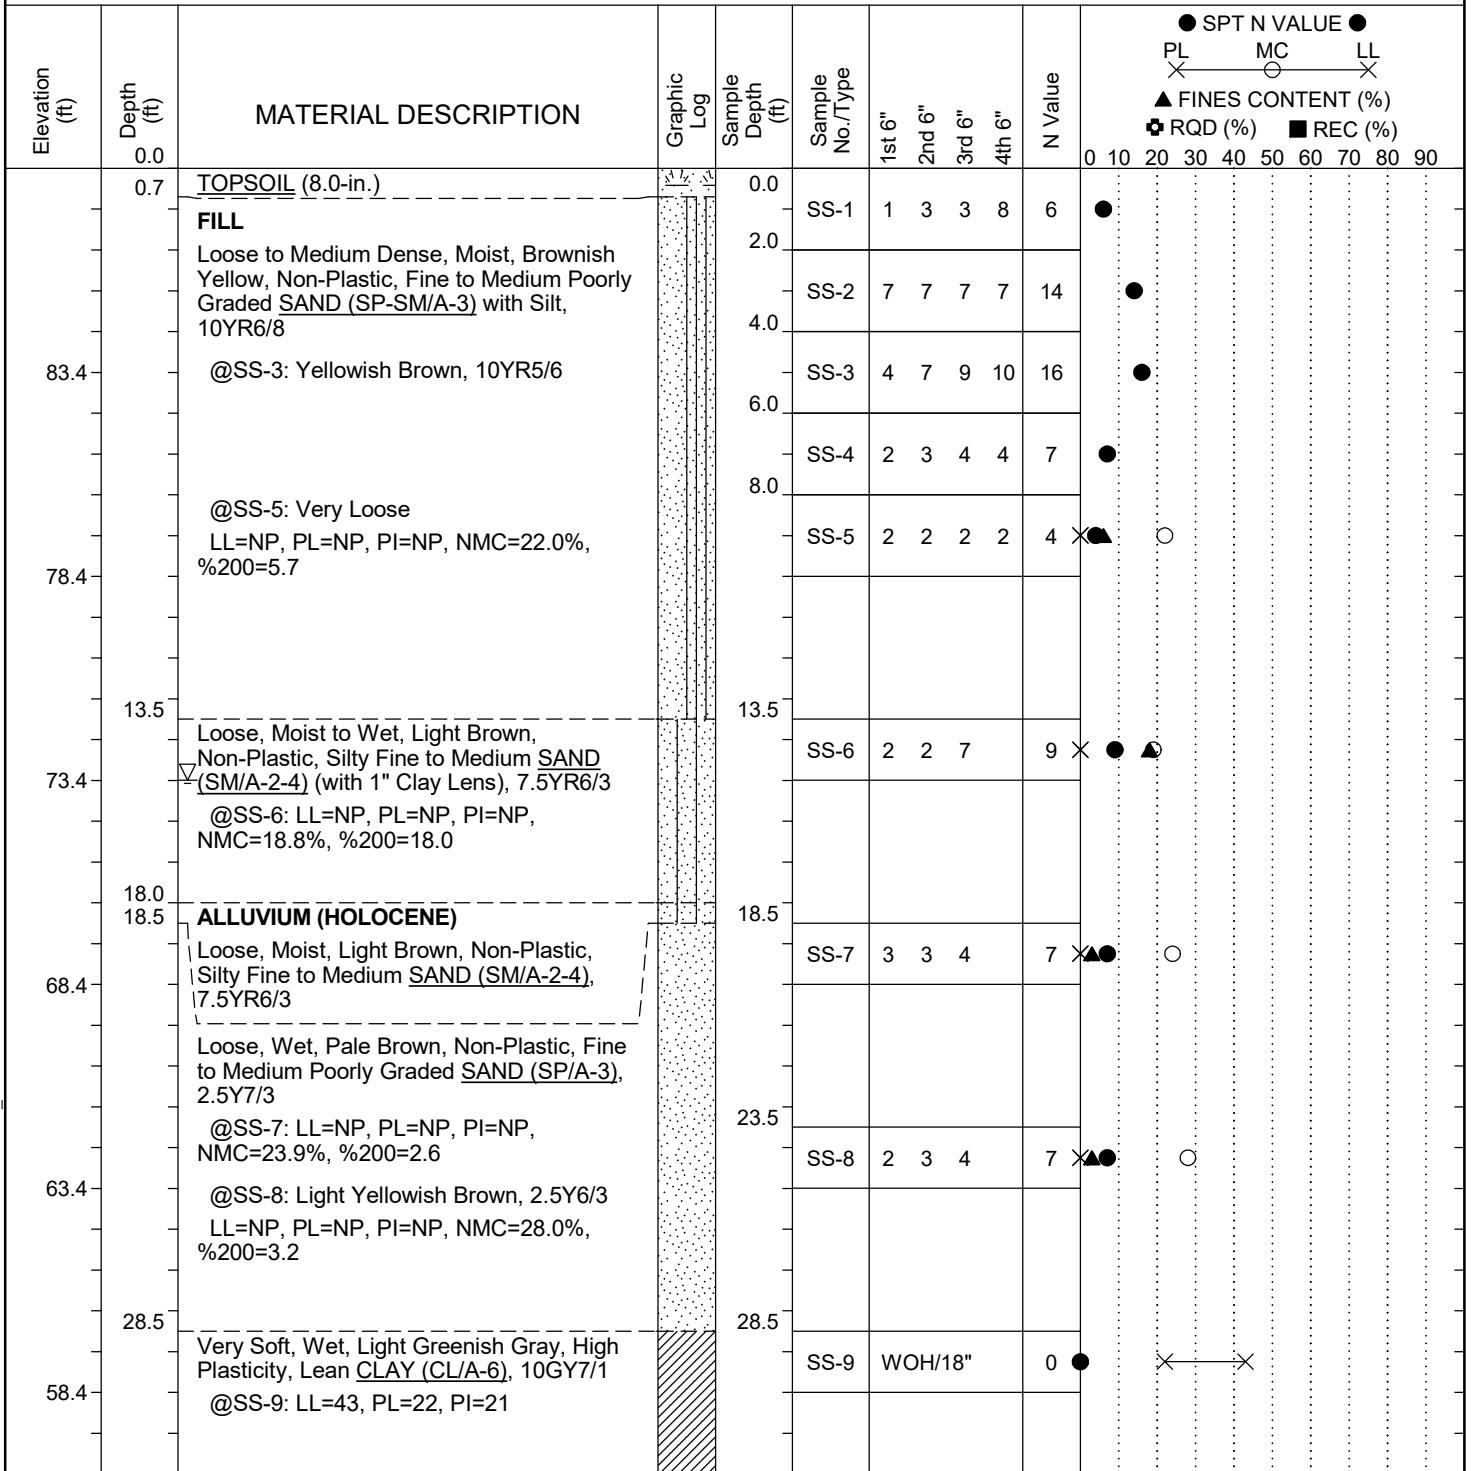 Elevation (ft)
Depth (ft)
0.0
MATERIAL DESCRIPTION
Graphic Log
Sample Depth (ft)
Sample No./Type
1st 6"
2nd 6"
3rd 6"
4th 6"
N Value
● SPT N VALUE ●
PL MC LL
▲ FINES CONTENT (%)
RQD (%) ■ REC (%)
0 10 20 30 40 50 60 70 80 90
0.7 TOPSOIL (8.0-in.) 0.0
FILL
SS-1 1 3 3 8 6
2.0
Loose to Medium Dense, Moist, Brownish
Yellow, Non-Plastic, Fine to Medium Poorly
Graded SAND (SP-SM/A-3) with Silt,
10YR6/8
SS-2 7 7 7 7 14
4.0
83.4 @SS-3: Yellowish Brown, 10YR5/6
SS-3 4 7 9 10 16
6.0
SS-4 2 3 4 4 7
8.0
@SS-5: Very Loose
LL=NP, PL=NP, PI=NP, NMC=22.0%,
%200=5.7
SS-5 2 2 2 2 4
78.4
13.5 13.5
Loose, Moist to Wet, Light Brown,
Non-Plastic, Silty Fine to Medium SAND
(SM/A-2-4) (with 1" Clay Lens), 7.5YR6/3
SS-6 2 2 7 9
73.4
@SS-6: LL=NP, PL=NP, PI=NP,
NMC=18.8%, %200=18.0
18.0
18.5 ALLUVIUM (HOLOCENE) 18.5
Loose, Moist, Light Brown, Non-Plastic,
Silty Fine to Medium SAND (SM/A-2-4),
7.5YR6/3
SS-7 3 3 4 7
68.4
Loose, Wet, Pale Brown, Non-Plastic, Fine
to Medium Poorly Graded SAND (SP/A-3),
2.5Y7/3
23.5
@SS-7: LL=NP, PL=NP, PI=NP,
NMC=23.9%, %200=2.6
SS-8 2 3 4 7
63.4
@SS-8: Light Yellowish Brown, 2.5Y6/3
LL=NP, PL=NP, PI=NP, NMC=28.0%,
%200=3.2
28.5 28.5
Very Soft, Wet, Light Greenish Gray, High
Plasticity, Lean CLAY (CL/A-6), 10GY7/1
SS-9 WOH/18" 0
58.4
@SS-9: LL=43, PL=22, PI=21